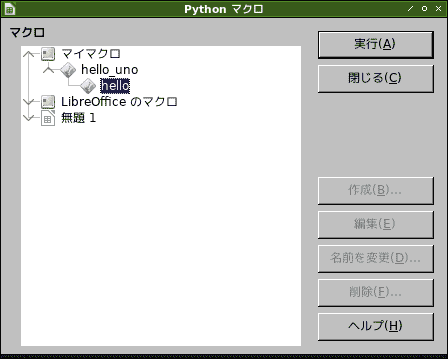 Python マクロ
マクロ
マイマクロ
hello_uno
hello
LibreOffice のマクロ
無題 1
実行(A)
閉じる(C)
作成(B)...
編集(E)
名前を変更(D)...
削除(F)...
ヘルプ(H)